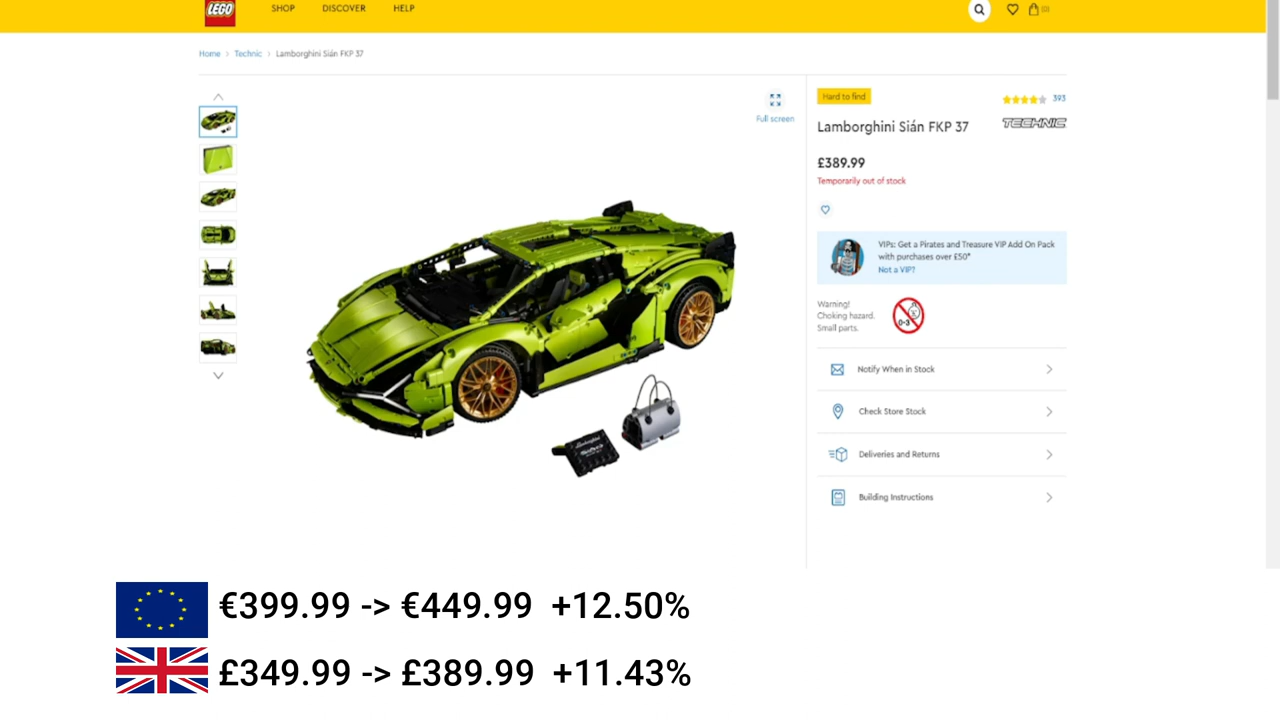 LEGO
SHOP DISCOVER HELP
Home > Technic > Lamborghini Sián FKP 37
Full screen
Hard to find
393
Lamborghini Sián FKP 37
TECHNIC
£389.99
Temporarily out of stock
VIPs: Get a Pirates and Treasure VIP Add On Pack
with purchases over £50*
Not a VIP?
Warning!
Choking hazard.
Small parts.
0-3
Notify When in Stock
Check Store Stock
Deliveries and Returns
Building Instructions
€399.99 -> €449.99 +12.50%
£349.99 -> £389.99 +11.43%